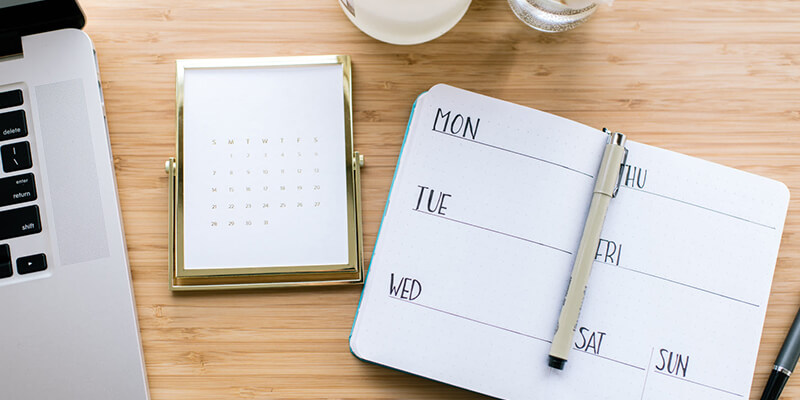 delete
enter
return
shift
S M T W T F S
1 2 3 4 5 6
7 8 9 10 11 12 13
14 15 16 17 18 19 20
21 22 23 24 25 26 27
28 29 30 31
MON
TUE
WED
THU
FRI
SAT
SUN